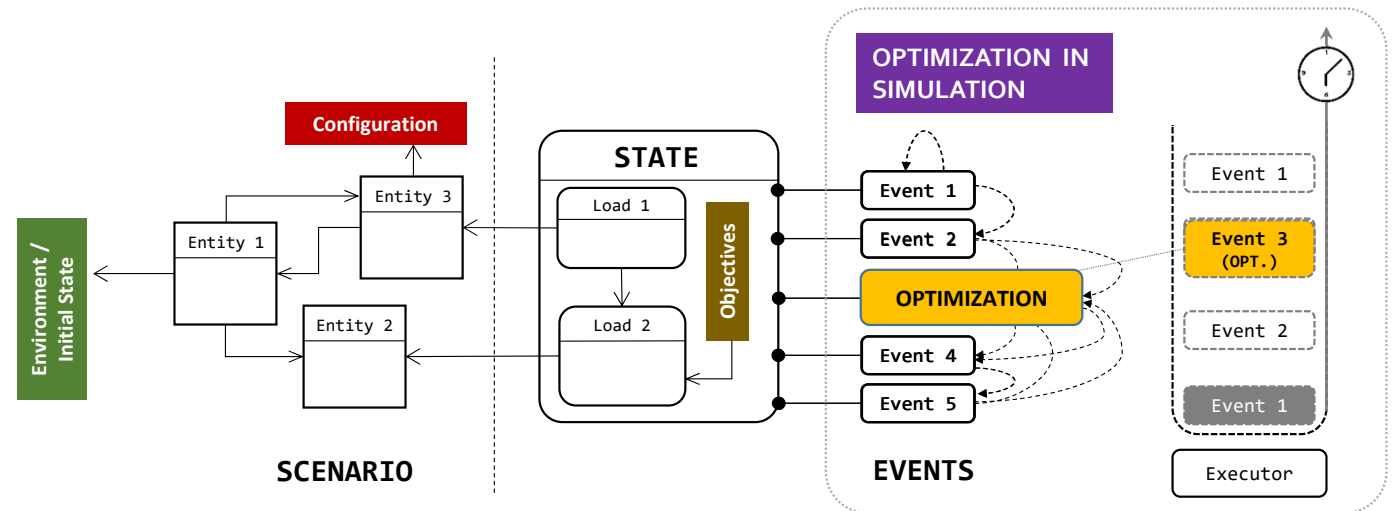 OPTIMIZATION IN
SIMULATION
Configuration
STATE
Entity 3
Load 1
Event 1
Event 1
Environment /
Initial State
Entity 1
Objectives
Event 2
Event 3
(OPT.)
OPTIMIZATION
Entity 2
Load 2
Event 4
Event 2
Event 5
Event 1
SCENARIO
EVENTS
Executor